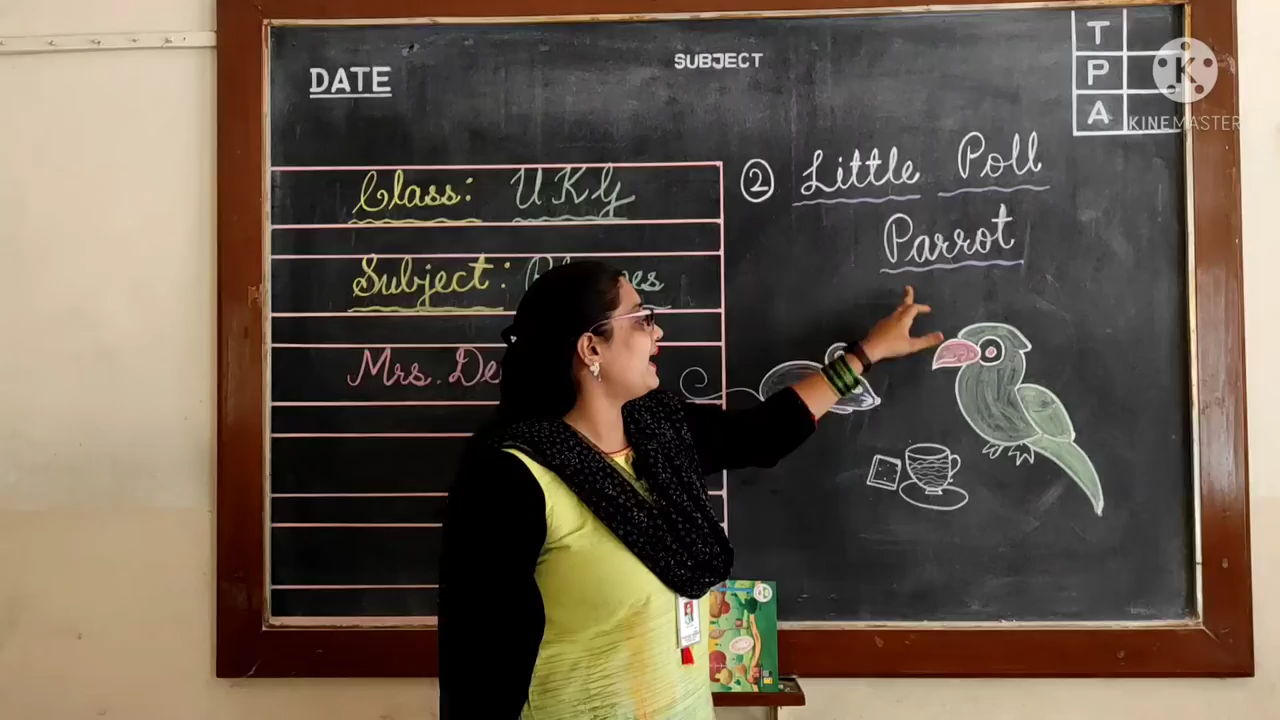 DATE
SUBJECT
T
P
A
KINEMASTER
Class: UKG
Subject:
Mrs.
② Little Poll
Parrot